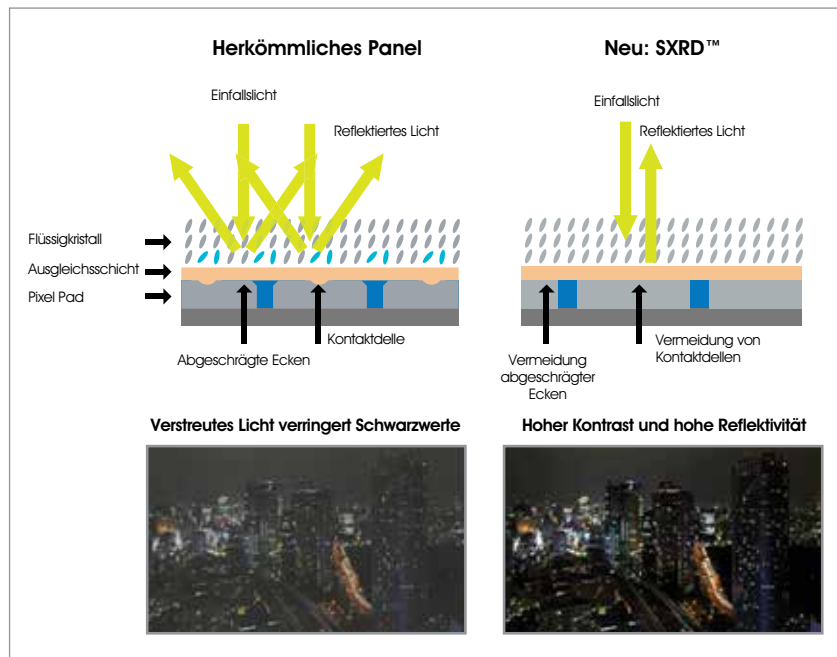 Herkömmliches Panel
Einfallslicht
Reflektiertes Licht
Flüssigkristall
Ausgleichsschicht
Pixel Pad
Abgeschrägte Ecken
Kontaktdelle
Verstreutes Licht verringert Schwarzwerte
Neu: SXRD™
Einfallslicht
Reflektiertes Licht
Vermeidung
abgeschrägter
Ecken
Vermeidung von
Kontaktdellen
Hoher Kontrast und hohe Reflektivität